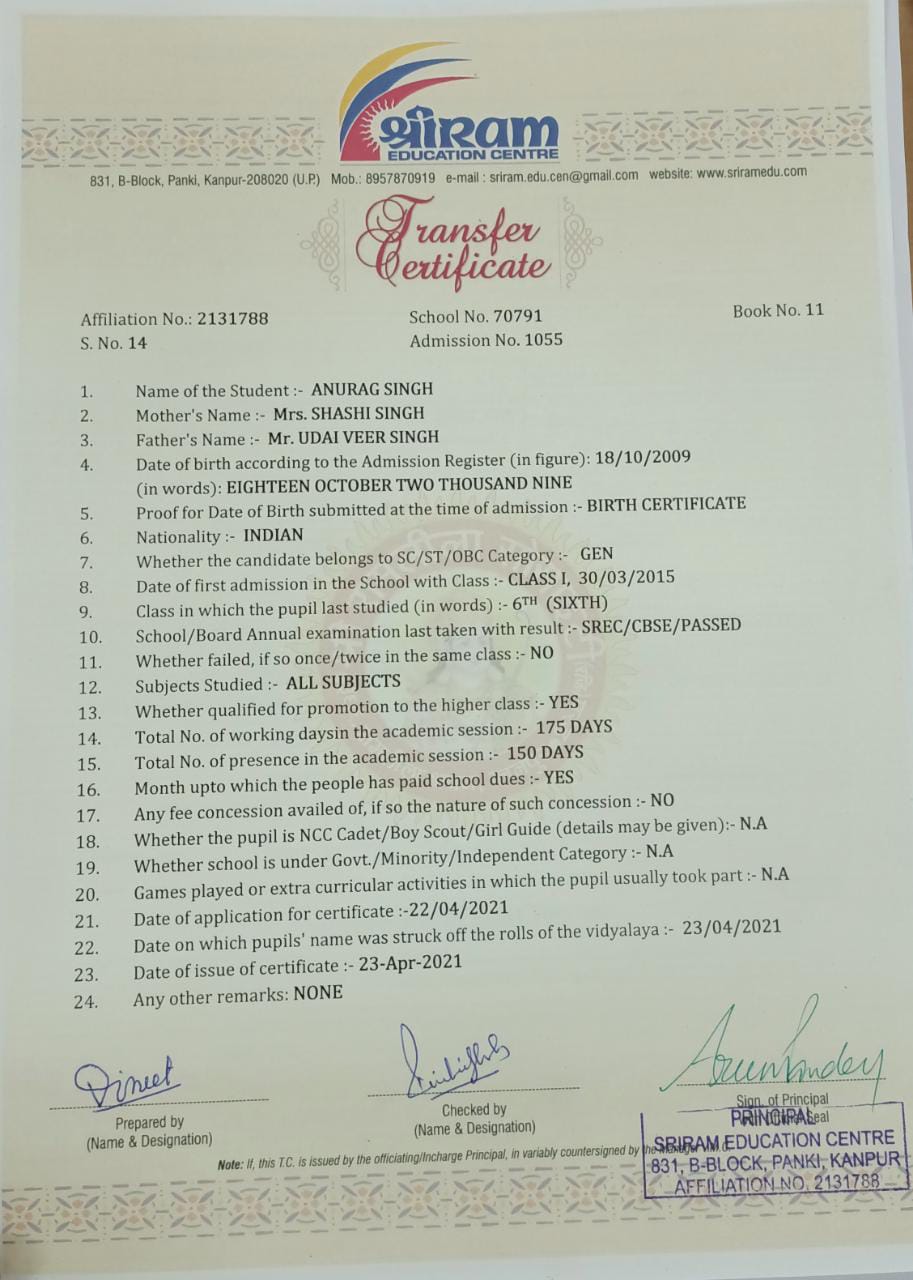 श्रीRAM
EDUCATION CENTRE
831, B-Block, Panki, Kanpur-208020 (U.P.) Mob.: 8957870919 e-mail : sriram.edu.cen@gmail.com website: www.sriramedu.com
Transfer
Certificate
Affiliation No.: 2131788 School No. 70791 Book No. 11
S. No. 14 Admission No. 1055
1. Name of the Student :- ANURAG SINGH
2. Mother's Name :- Mrs. SHASHI SINGH
3. Father's Name :- Mr. UDAI VEER SINGH
4. Date of birth according to the Admission Register (in figure): 18/10/2009
(in words): EIGHTEEN OCTOBER TWO THOUSAND NINE
5. Proof for Date of Birth submitted at the time of admission :- BIRTH CERTIFICATE
6. Nationality :- INDIAN
7. Whether the candidate belongs to SC/ST/OBC Category :- GEN
8. Date of first admission in the School with Class :- CLASS I, 30/03/2015
9. Class in which the pupil last studied (in words) :- 6TH (SIXTH)
10. School/Board Annual examination last taken with result :- SREC/CBSE/PASSED
11. Whether failed, if so once/twice in the same class :- NO
12. Subjects Studied :- ALL SUBJECTS
13. Whether qualified for promotion to the higher class :- YES
14. Total No. of working daysin the academic session :- 175 DAYS
15. Total No. of presence in the academic session :- 150 DAYS
16. Month upto which the people has paid school dues :- YES
17. Any fee concession availed of, if so the nature of such concession :- NO
18. Whether the pupil is NCC Cadet/Boy Scout/Girl Guide (details may be given):- N.A
19. Whether school is under Govt./Minority/Independent Category :- N.A
20. Games played or extra curricular activities in which the pupil usually took part :- N.A
21. Date of application for certificate :-22/04/2021
22. Date on which pupils' name was struck off the rolls of the vidyalaya :- 23/04/2021
23. Date of issue of certificate :- 23-Apr-2021
24. Any other remarks: NONE
Prepared by
(Name & Designation)
Checked by
(Name & Designation)
Sign. of Principal
Seal
Note: If, this T.C. is issued by the officiating/Incharge Principal, in variably countersigned by the
PRINCIPAL
SRIRAM EDUCATION CENTRE
831, B-BLOCK, PANKI, KANPUR
AFFILIATION NO. 2131788